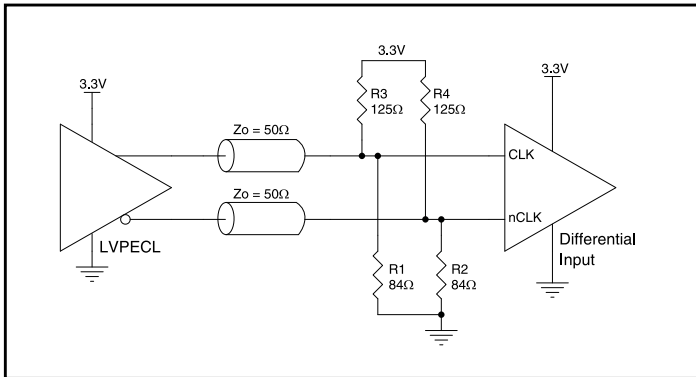 3.3V
3.3V
3.3V
R3
125Ω
R4
125Ω
Zo = 50Ω
CLK
Zo = 50Ω
nCLK
LVPECL
Differential
Input
R1
84Ω
R2
84Ω